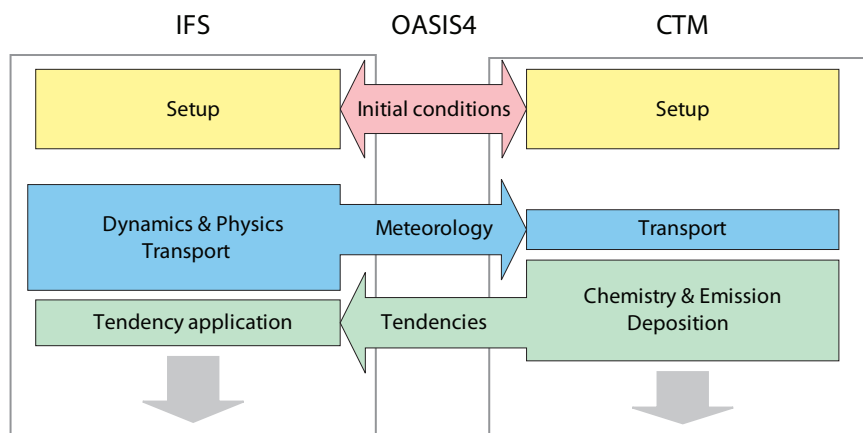 IFS OASIS4 CTM
Setup Initial conditions Setup
Dynamics & Physics
Transport
Meteorology
Transport
Tendency application
Tendencies
Chemistry & Emission
Deposition